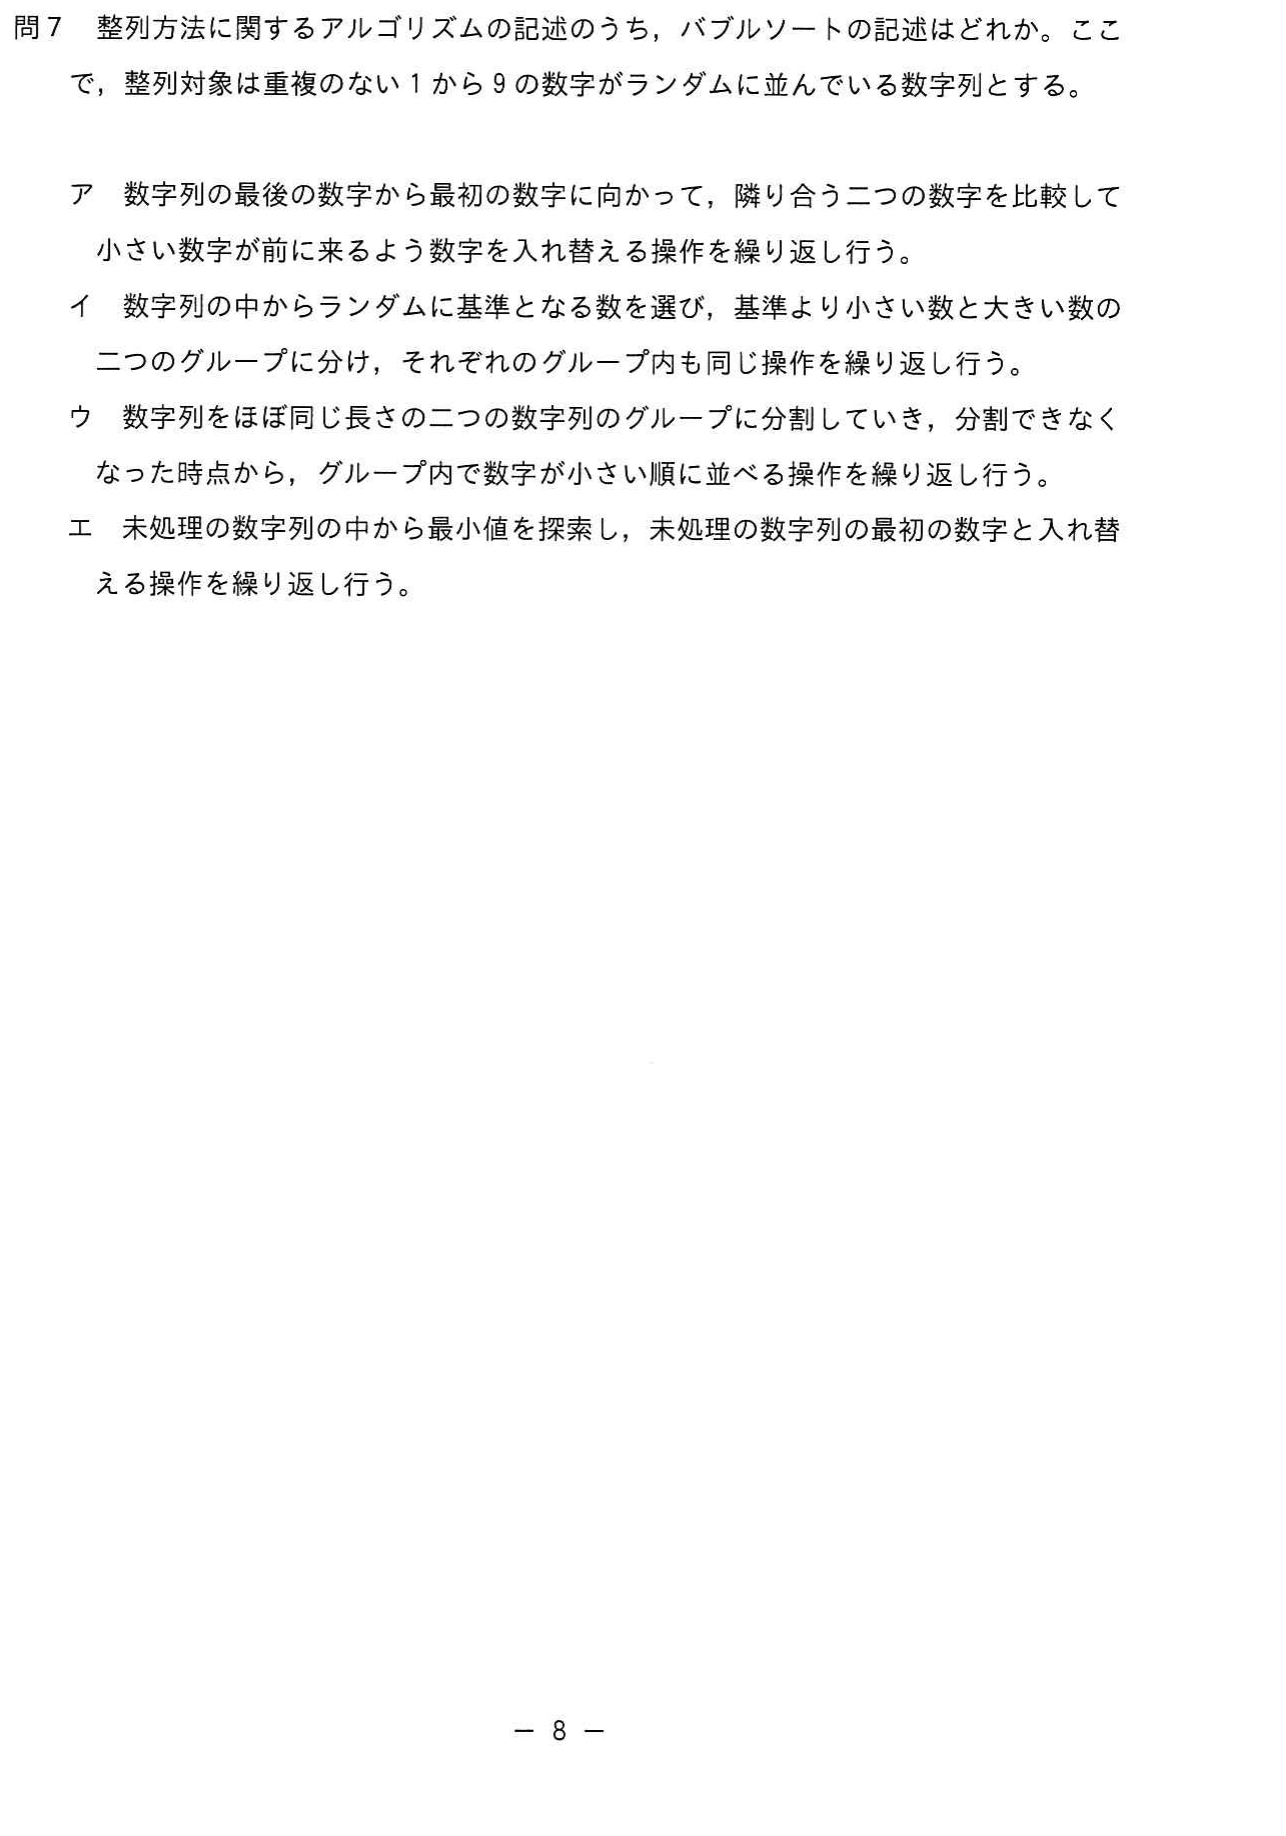 問7　整列方法に関するアルゴリズムの記述のうち，バブルソートの記述はどれか。ここ
で，整列対象は重複のない1から9の数字がランダムに並んでいる数字列とする。
ア　数字列の最後の数字から最初の数字に向かって，隣り合う二つの数字を比較して
小さい数字が前に来るよう数字を入れ替える操作を繰り返し行う。
イ　数字列の中からランダムに基準となる数を選び，基準より小さい数と大きい数の
二つのグループに分け，それぞれのグループ内も同じ操作を繰り返し行う。
ウ　数字列をほぼ同じ長さの二つの数字列のグループに分割していき，分割できなく
なった時点から，グループ内で数字が小さい順に並べる操作を繰り返し行う。
エ　未処理の数字列の中から最小値を探索し，未処理の数字列の最初の数字と入れ替
える操作を繰り返し行う。
－ 8 －